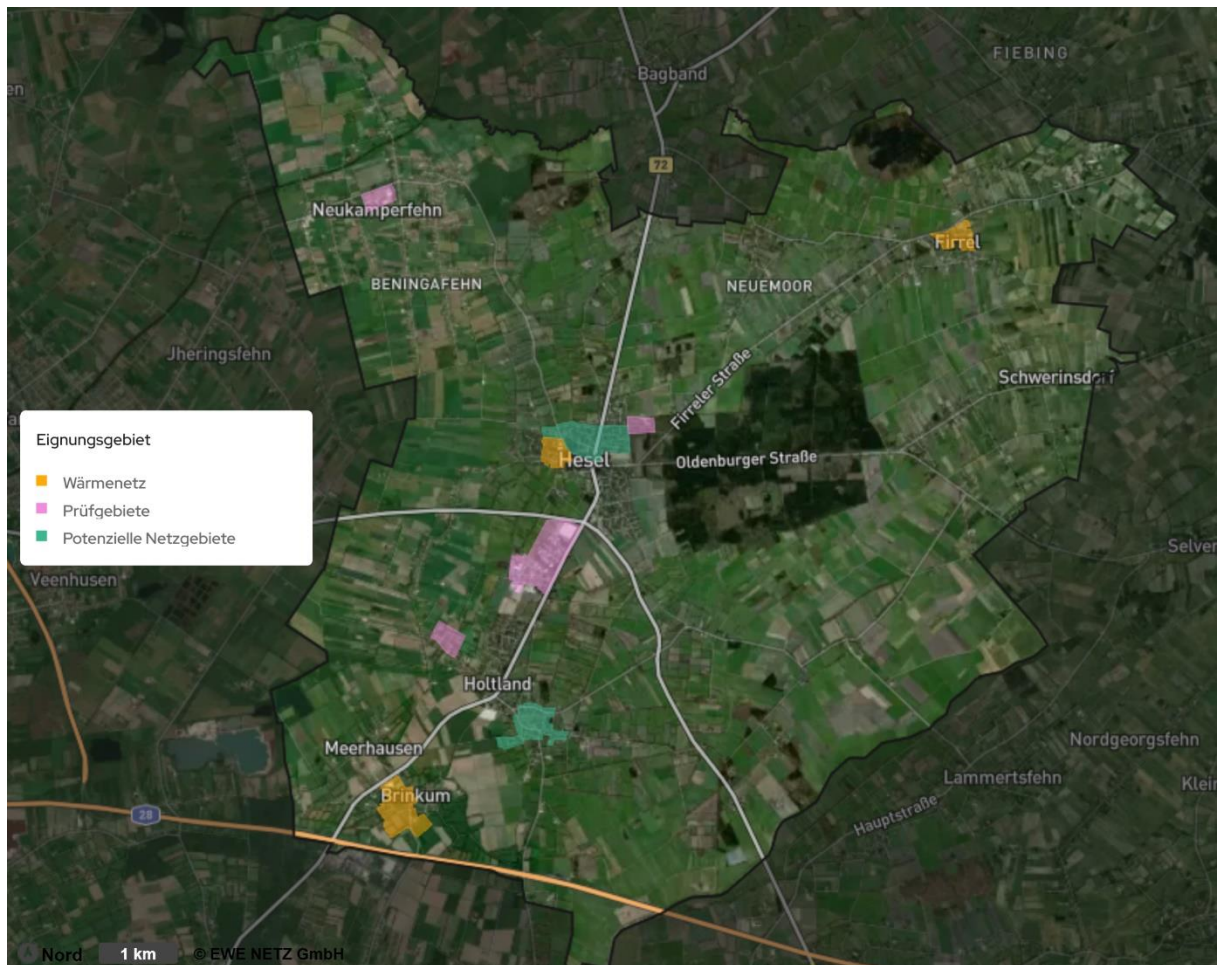 FIEBING
Bagband
en
72
Neukamperfehn
Firrel
BENINGAFEHN
NEUEMOOR
Jheringsfehn
Firreler Straße
Schwerinsdorf
Eignungsgebiet
Hesel
Oldenburger Straße
Wärmenetz
Prüfgebiete
Potenzielle Netzgebiete
Selver
Veenhusen
Holtland
Meerhausen
Nordgeorgsfehn
Lammertsfehn
Klein
Brinkum
28
Hauptstraße
Nord 1 km © EWE NETZ GmbH